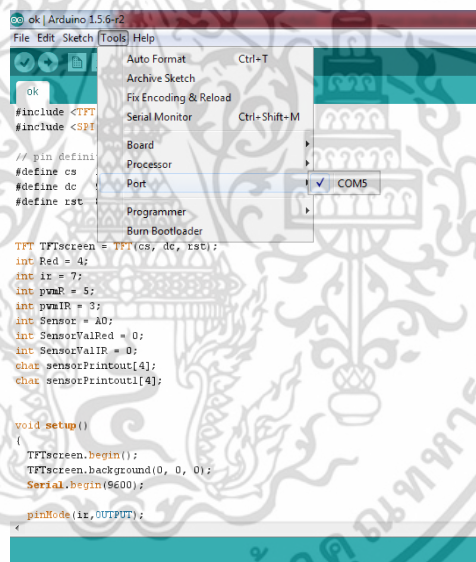 ok | Arduino 1.5.6-r2
File Edit Sketch Tools Help
Auto Format Ctrl+T
Archive Sketch
Fix Encoding & Reload
Serial Monitor Ctrl+Shift+M
Board
Processor
Port
COM5
Programmer
Burn Bootloader
ok
#include <TFT
#include <SPI
// pin defini
#define cs
#define dc
#define rst
TFT TFTscreen = TFT(cs, dc, rst);
int Red = 4;
int ir = 7;
int pwmR = 5;
int pwmIR = 3;
int Sensor = A0;
int SensorValRed = 0;
int SensorValIR = 0;
char sensorPrintout[4];
char sensorPrintout1[4];
void setup()
{
TFTscreen.begin();
TFTscreen.background(0, 0, 0);
Serial.begin(9600);
pinMode(ir,OUTPUT);